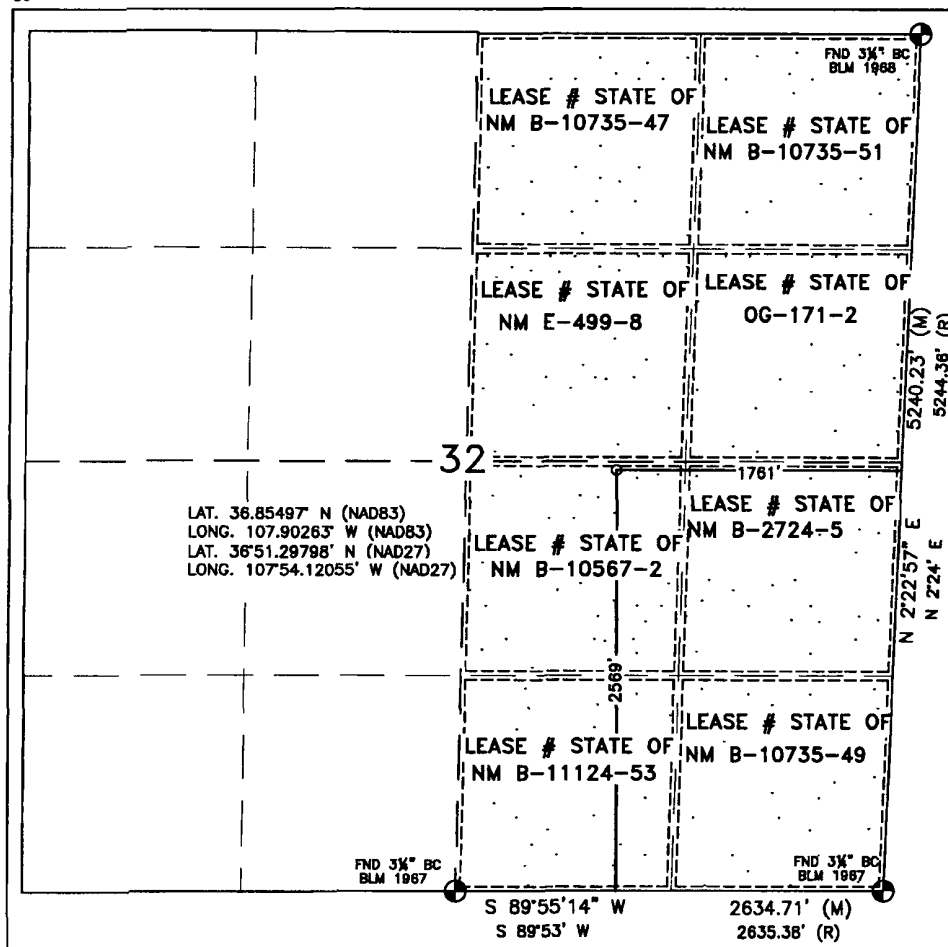 FND 3¼" BC
BLM 1968
LEASE # STATE OF
NM B-10735-47
LEASE # STATE OF
NM B-10735-51
LEASE # STATE OF
NM E-499-8
LEASE # STATE OF
OG-171-2
5240.23' (M)
5244.36' (R)
32
1761'
LAT. 36.85497° N (NAD83)
LONG. 107.90263° W (NAD83)
LAT. 36°51.29798' N (NAD27)
LONG. 107°54.12055' W (NAD27)
LEASE # STATE OF
NM B-2724-5
LEASE # STATE OF
NM B-10567-2
N 2°22'57" E
N 2°24' E
2569'
LEASE # STATE OF
NM B-11124-53
LEASE # STATE OF
NM B-10735-49
FND 3¼" BC
BLM 1967
FND 3¼" BC
BLM 1967
S 89°55'14" W
2634.71' (M)
S 89°53' W
2635.38' (R)